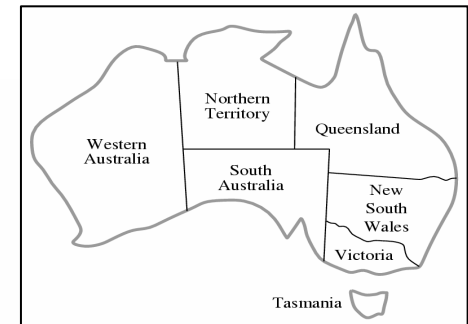 Northern
Territory
Western
Australia
Queensland
South
Australia
New
South
Wales
Victoria
Tasmania